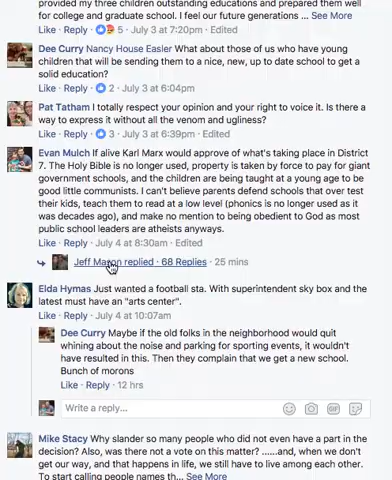 provided my three children outstanding educations and prepared them well
for college and graduate school. I feel our future generations ... See More
Like · Reply · 5 · July 3 at 7:20pm · Edited
Dee Curry Nancy House Easier What about those of us who have young
children that will be sending them to a nice, new, up to date school to get a
solid education?
Like · Reply · 2 · July 3 at 6:04pm
Pat Tatham I totally respect your opinion and your right to voice it. Is there a
way to express it without all the venom and ugliness?
Like · Reply · 3 · July 3 at 6:39pm · Edited
Evan Mulch If alive Karl Marx would approve of what's taking place in District
7. The Holy Bible is no longer used, property is taken by force to pay for giant
government schools, and the children are being taught at a young age to be
good little communists. I can't believe parents defend schools that over test
their kids, teach them to read at a low level (phonics is no longer used as it
was decades ago), and make no mention to being obedient to God as most
public school leaders are atheists anyways.
Like · Reply · July 4 at 8:30am · Edited
Jeff Mason replied · 68 Replies · 25 mins
Elda Hymas Just wanted a football sta. With superintendent sky box and the
latest must have an "arts center".
Like · Reply · July 4 at 10:07am
Dee Curry Maybe if the old folks in the neighborhood would quit
whining about the noise and parking for sporting events, it wouldn't
have resulted in this. Then they complain that we get a new school.
Bunch of morons
Like · Reply · 12 hrs
Write a reply...
GIF
Mike Stacy Why slander so many people who did not even have a part in the
decision? Also, was there not a vote on this matter? ......and, when we don't
get our way, and that happens in life, we still have to live among each other.
To start calling people names th... See More